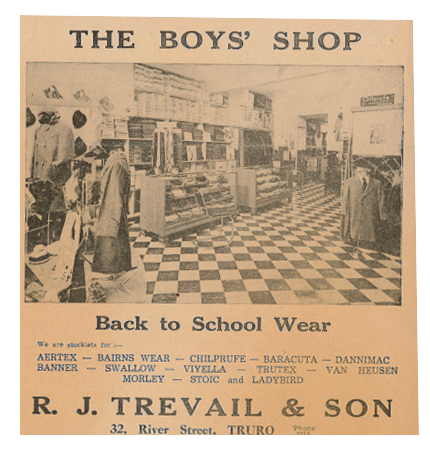 THE BOYS' SHOP
Chilprufe
Back to School Wear
We are stockists for :—
AERTEX — BAIRNS WEAR — CHILPRUFE — BARACUTA — DANNIMAC
BANNER — SWALLOW — VIYELLA — TRUTEX — VAN HEUSEN
MORLEY — STOIC and LADYBIRD
R. J. TREVAIL & SON
32, River Street, TRURO 'Phone